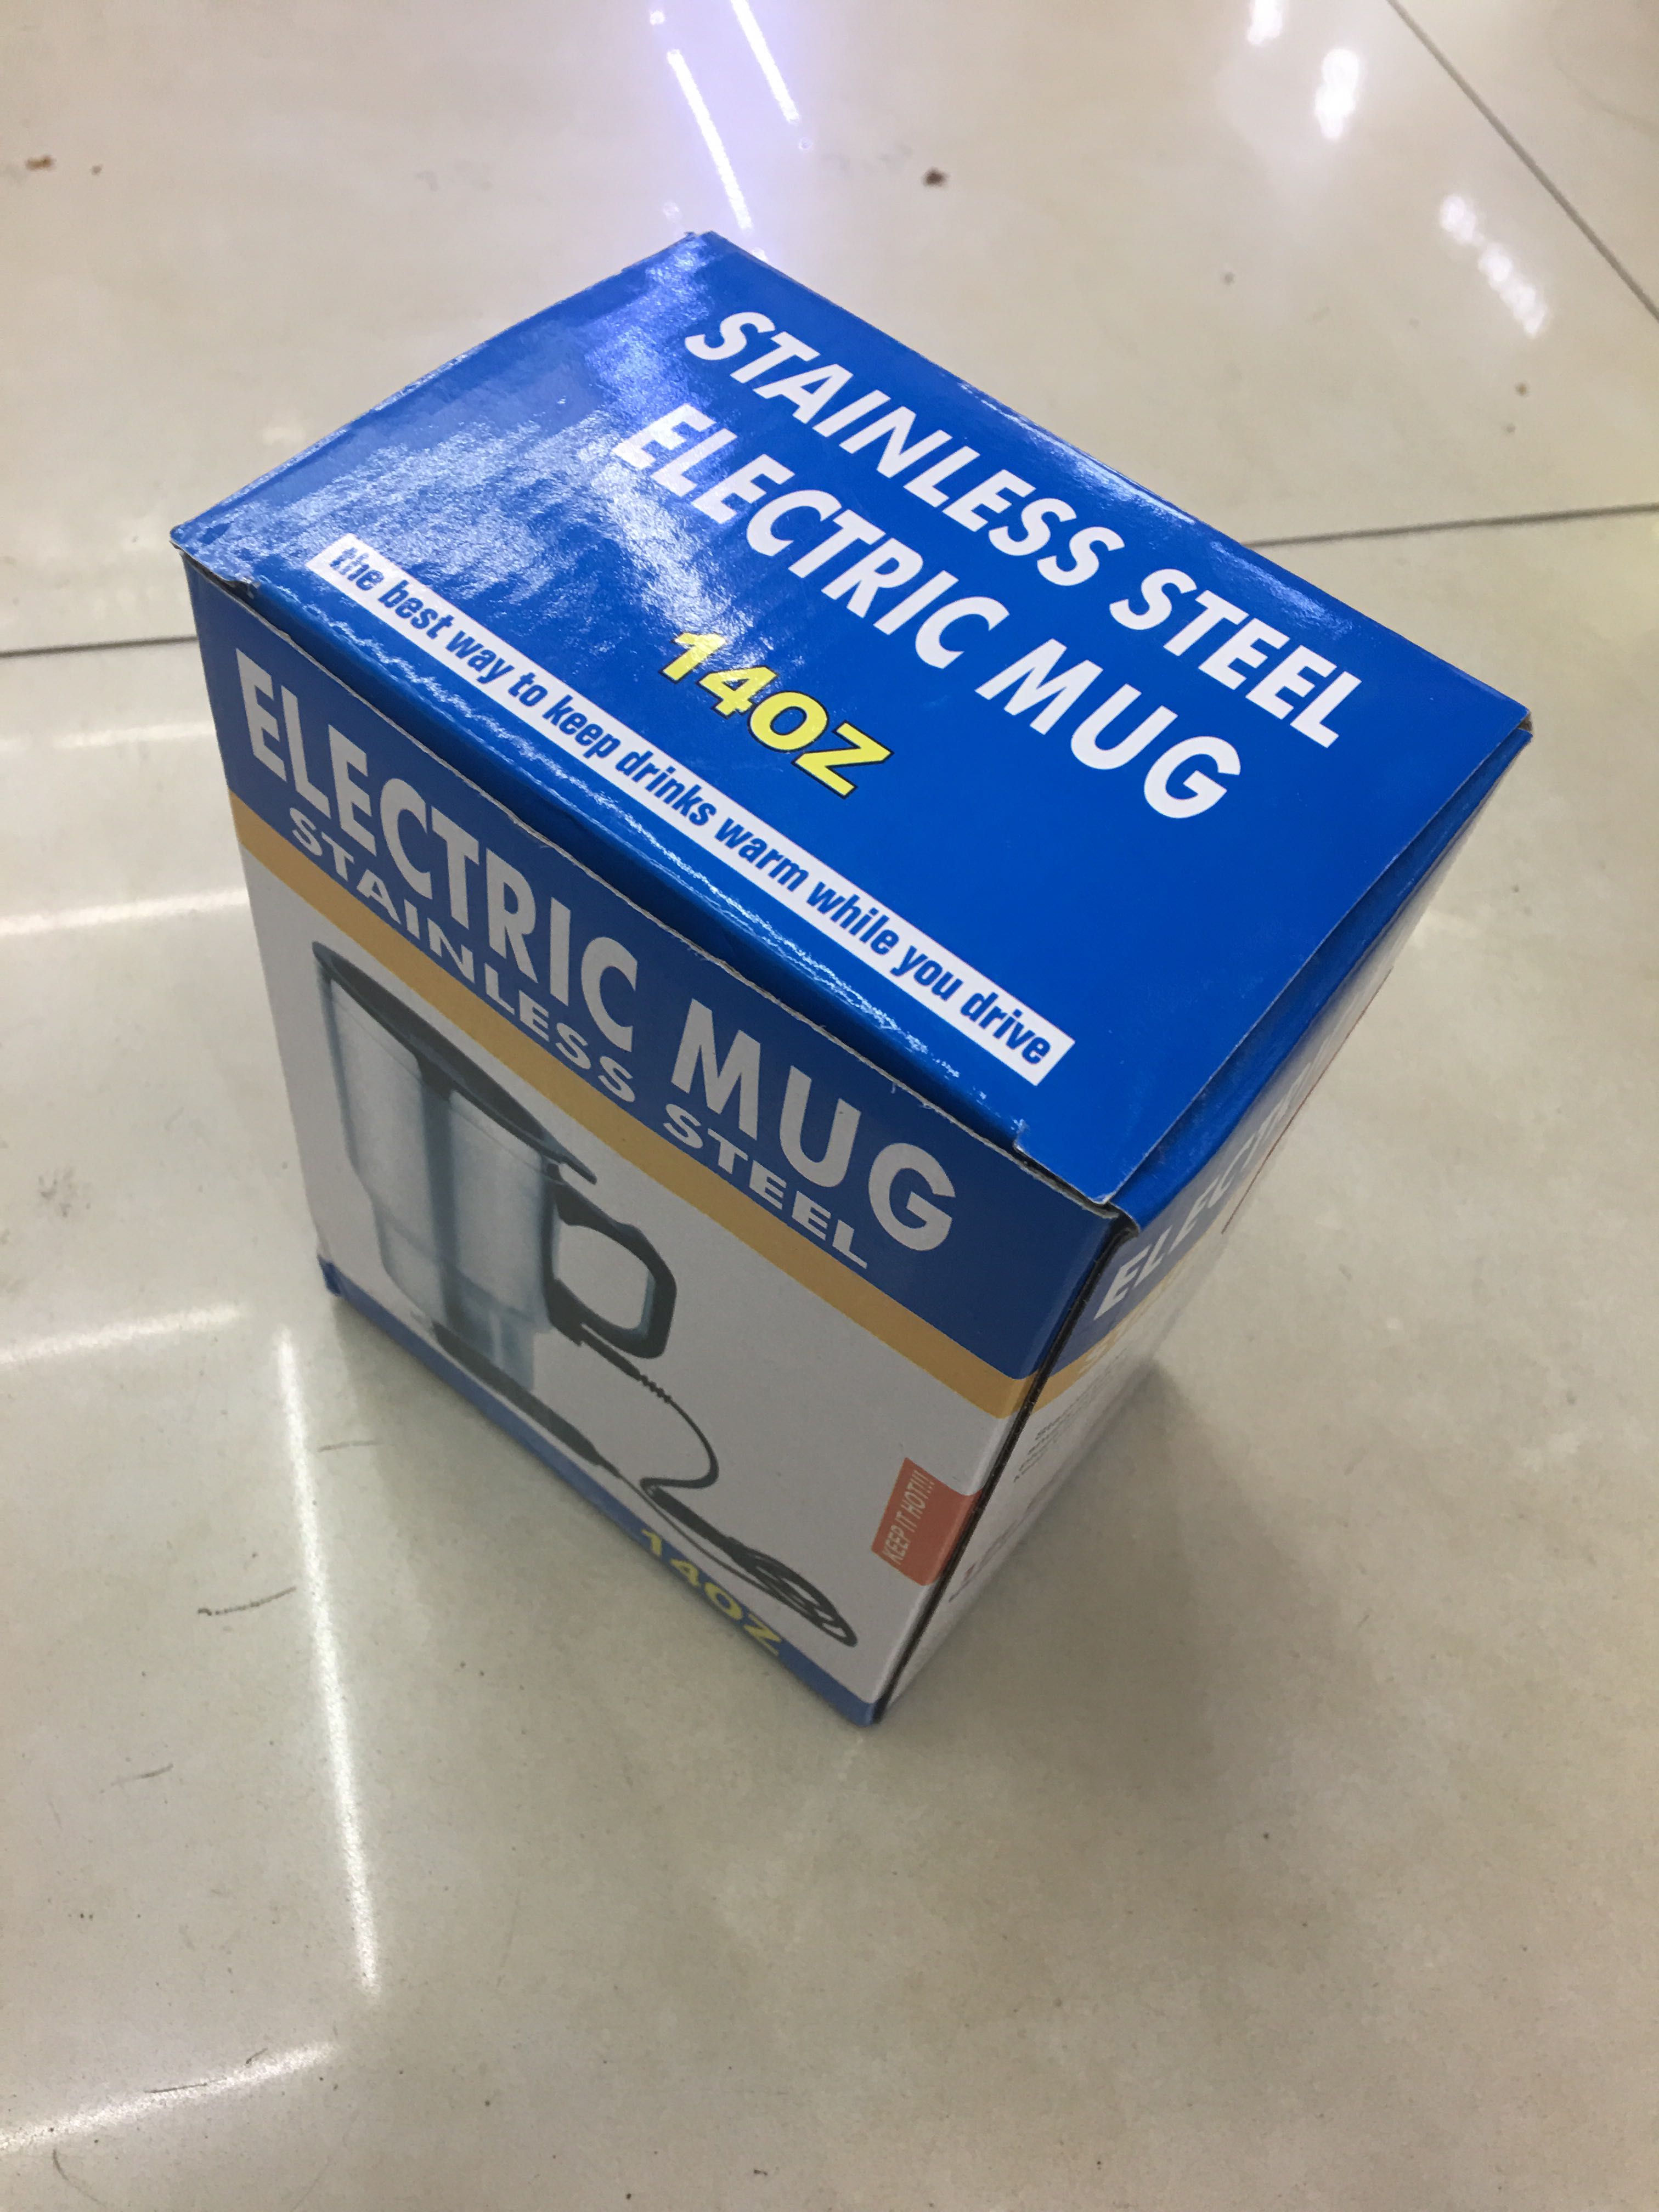 STAINLESS STEEL
ELECTRIC MUG
14OZ
the best way to keep drinks warm while you drive
ELECTRIC MUG
STAINLESS STEEL
KEEP IT HOT!!!
14OZ